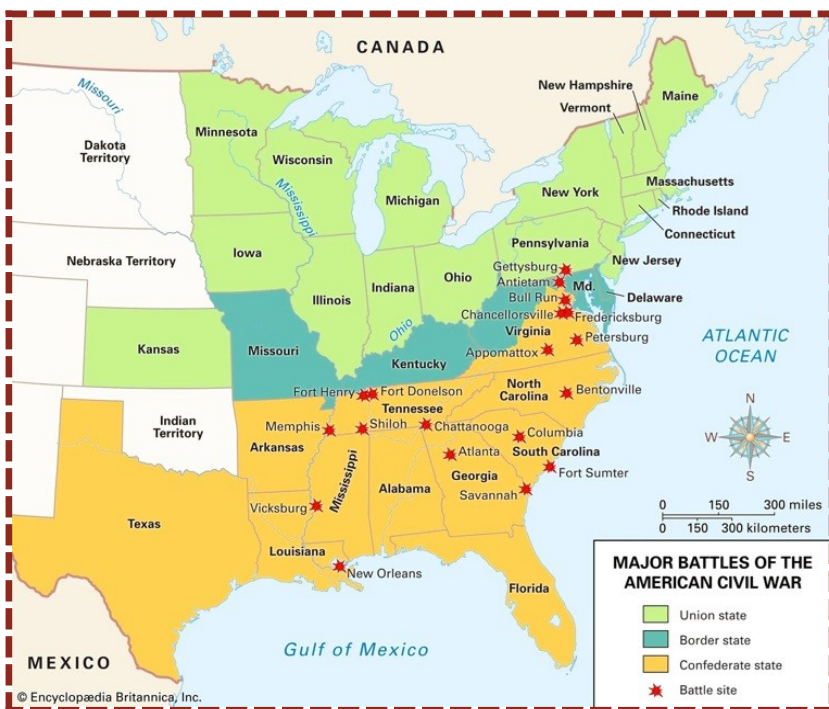 CANADA
New Hampshire
Vermont
Maine
Missouri
Minnesota
Dakota
Territory
Wisconsin
Mississippi
Michigan
New York
Massachusetts
Rhode Island
Connecticut
Pennsylvania
Iowa
Nebraska Territory
Gettysburg
New Jersey
Antietam
Ohio
Indiana
Illinois
Md.
Bull Run
Delaware
Chancellorsville
Fredericksburg
Ohio
Virginia
Petersburg
ATLANTIC
OCEAN
Kansas
Missouri
Kentucky
Appomattox
Fort Henry
Fort Donelson
North
Carolina
Bentonville
Tennessee
Indian
Territory
Memphis
Shiloh
Chattanooga
Columbia
N
W
E
S
Arkansas
Atlanta
South Carolina
Fort Sumter
Mississippi
Alabama
Georgia
Savannah
0 150 300 miles
0 150 300 kilometers
Vicksburg
Texas
Louisiana
New Orleans
Florida
MAJOR BATTLES OF THE
AMERICAN CIVIL WAR
Union state
Border state
Confederate state
Battle site
Gulf of Mexico
MEXICO
© Encyclopædia Britannica, Inc.